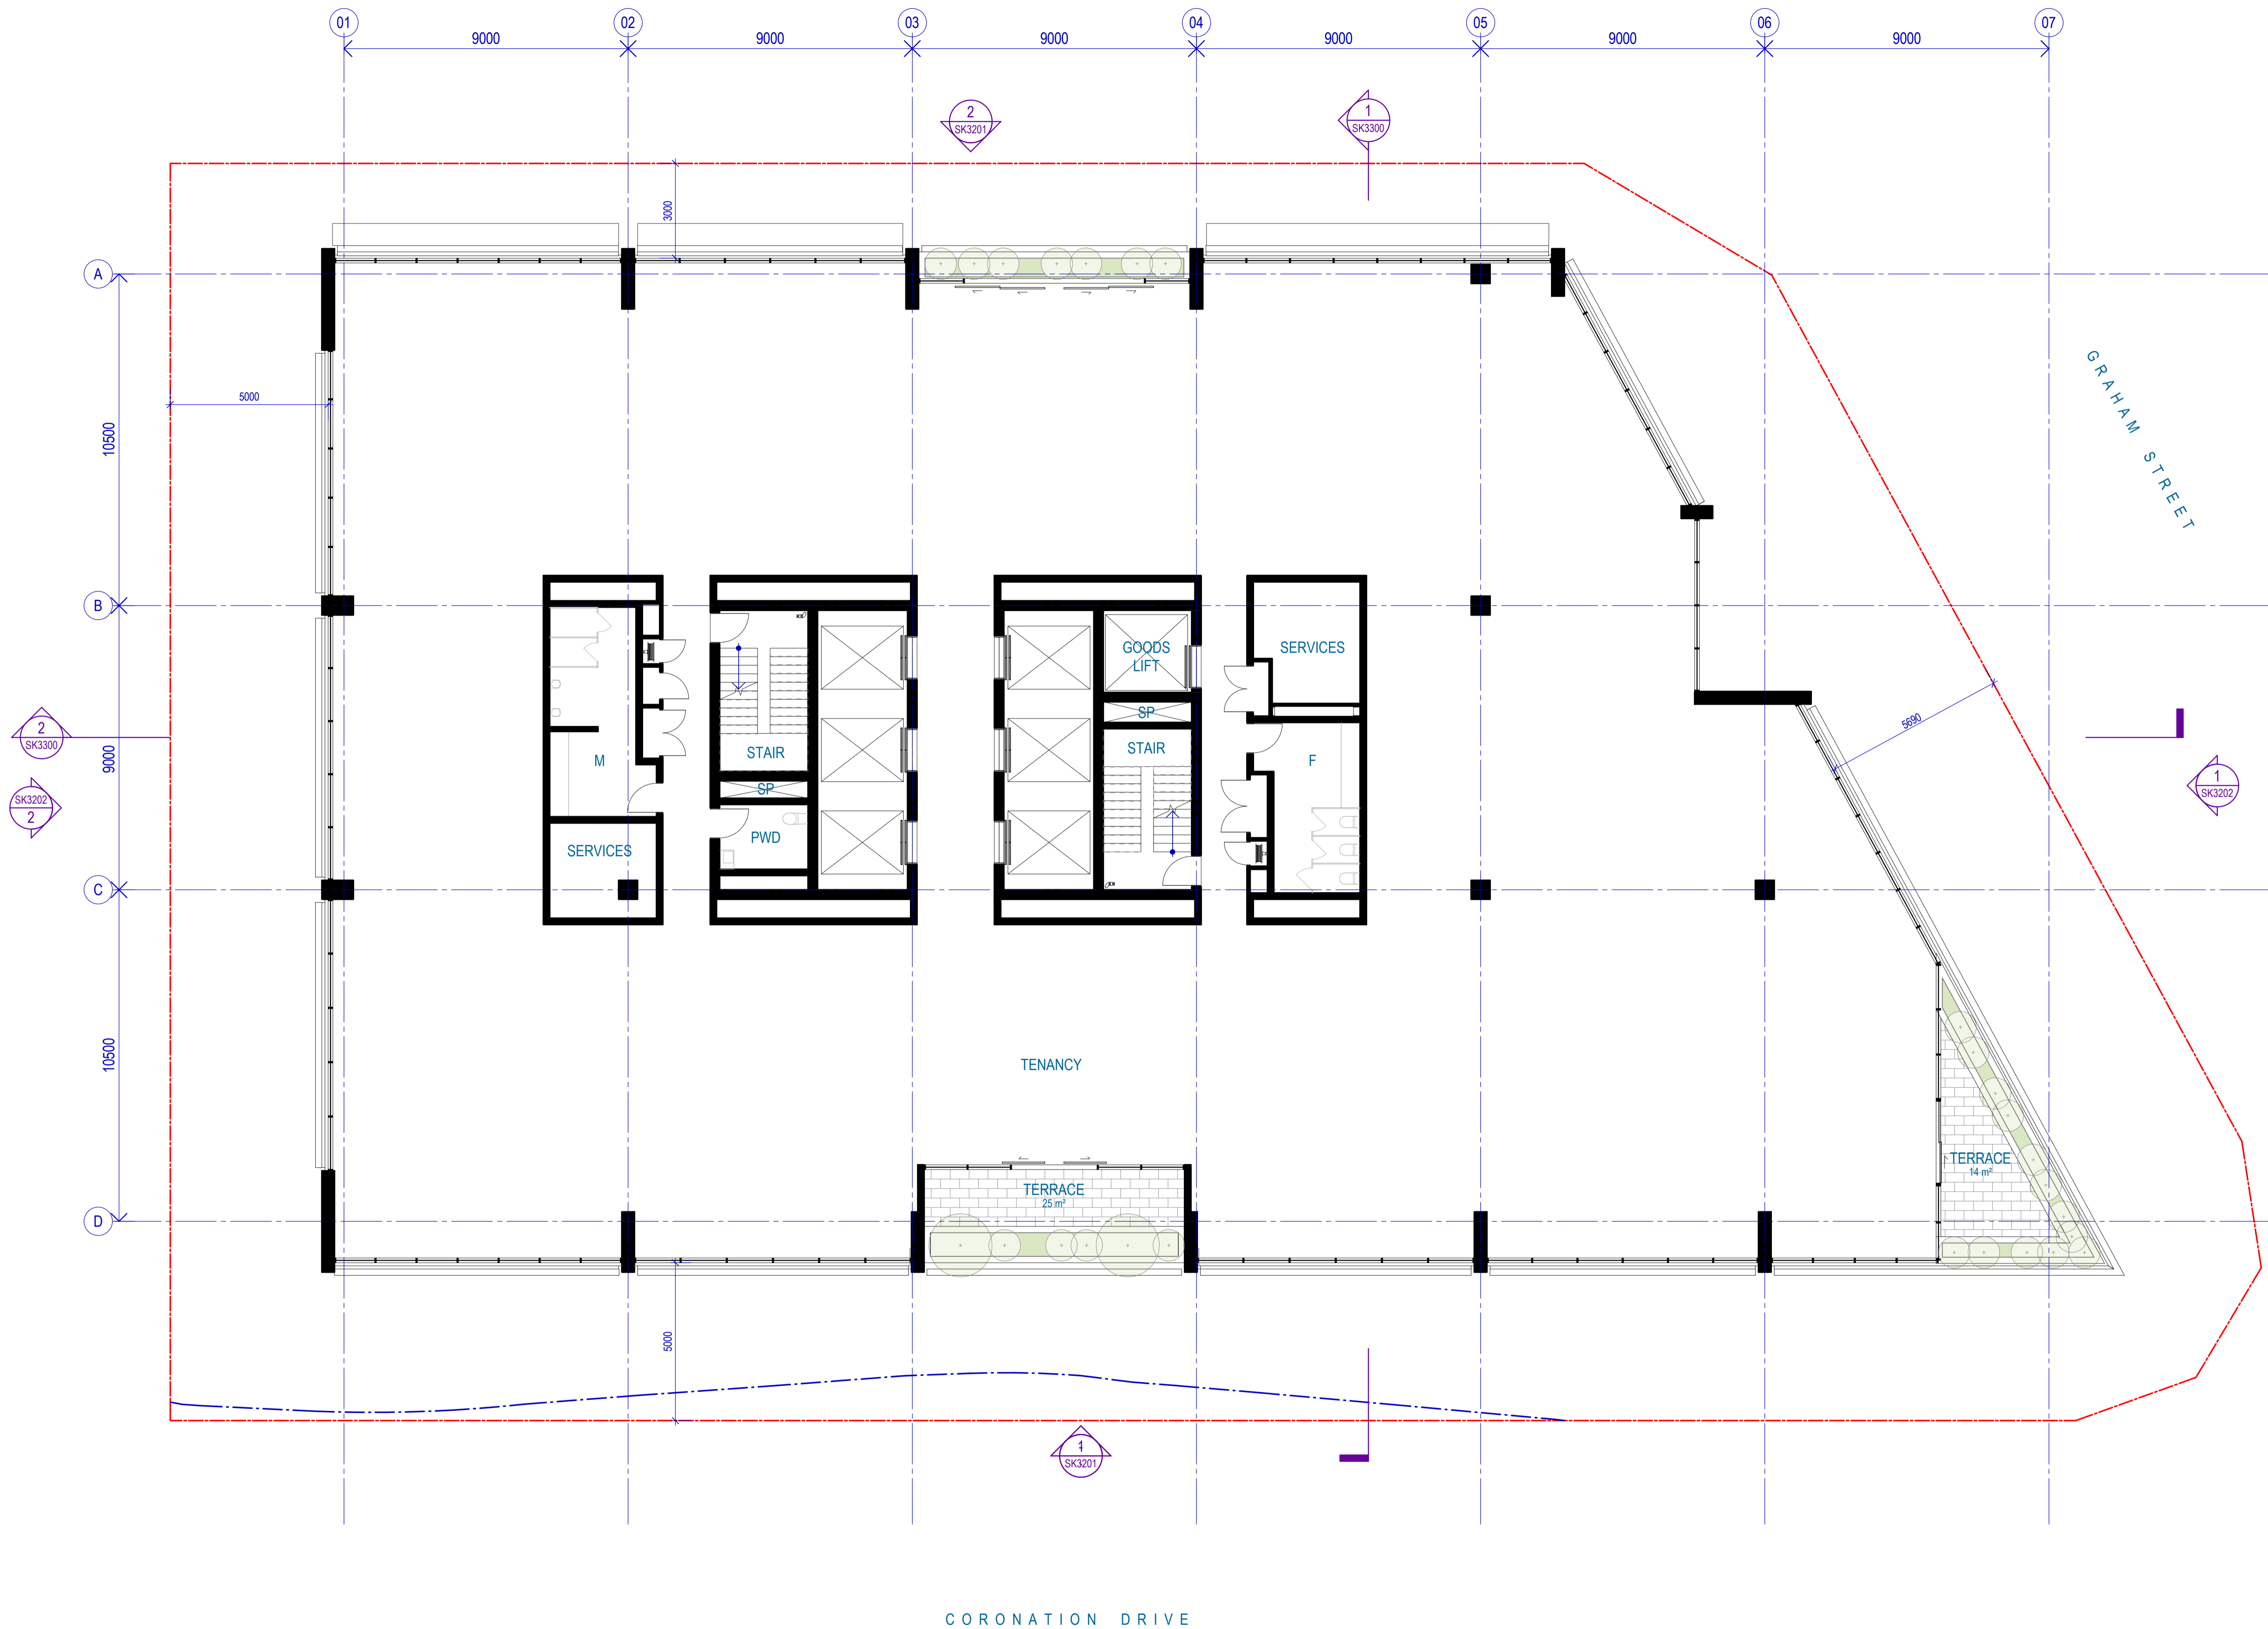 01 02 03 04 05 06 07
9000 9000 9000 9000 9000 9000
2
SK3201
1
SK3300
3000
A
5000
10500
GRAHAM STREET
B
GOODS
LIFT
SERVICES
SP
5690
2
SK3300
STAIR
STAIR
9000
M
F
SP
SK3202
2
1
SK3202
PWD
SERVICES
C
10500
TENANCY
TERRACE
14 m²
TERRACE
25 m²
D
5000
1
SK3201
CORONATION DRIVE